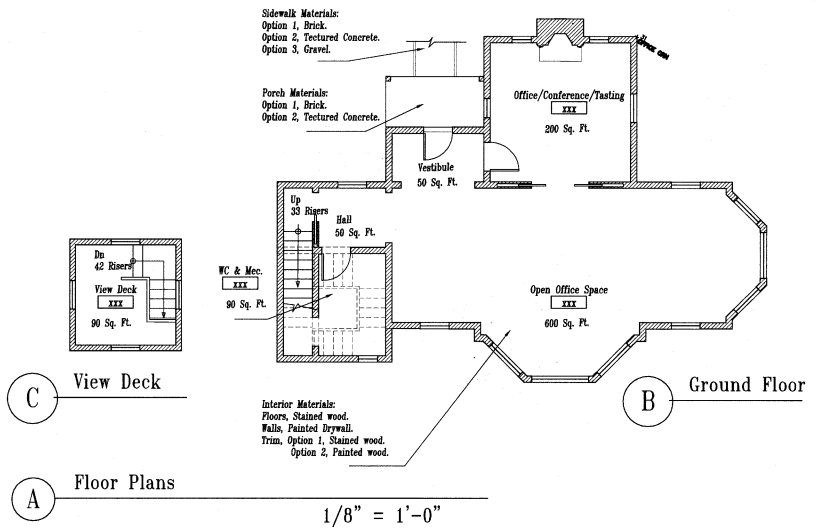 Sidewalk Materials:
Option 1, Brick.
Option 2, Tectured Concrete.
Option 3, Gravel.
Porch Materials:
Option 1, Brick.
Option 2, Tectured Concrete.
Office/Conference/Tasting
XXX
200 Sq. Ft.
Vestibule
50 Sq. Ft.
Up
33 Risers
Hall
50 Sq. Ft.
WC & Mec.
XXX
90 Sq. Ft.
Dn
42 Risers
View Deck
XXX
90 Sq. Ft.
Open Office Space
XXX
600 Sq. Ft.
C
View Deck
B
Ground Floor
Interior Materials:
Floors, Stained wood.
Walls, Painted Drywall.
Trim, Option 1, Stained wood.
Option 2, Painted wood.
A
Floor Plans
1/8" = 1'-0"